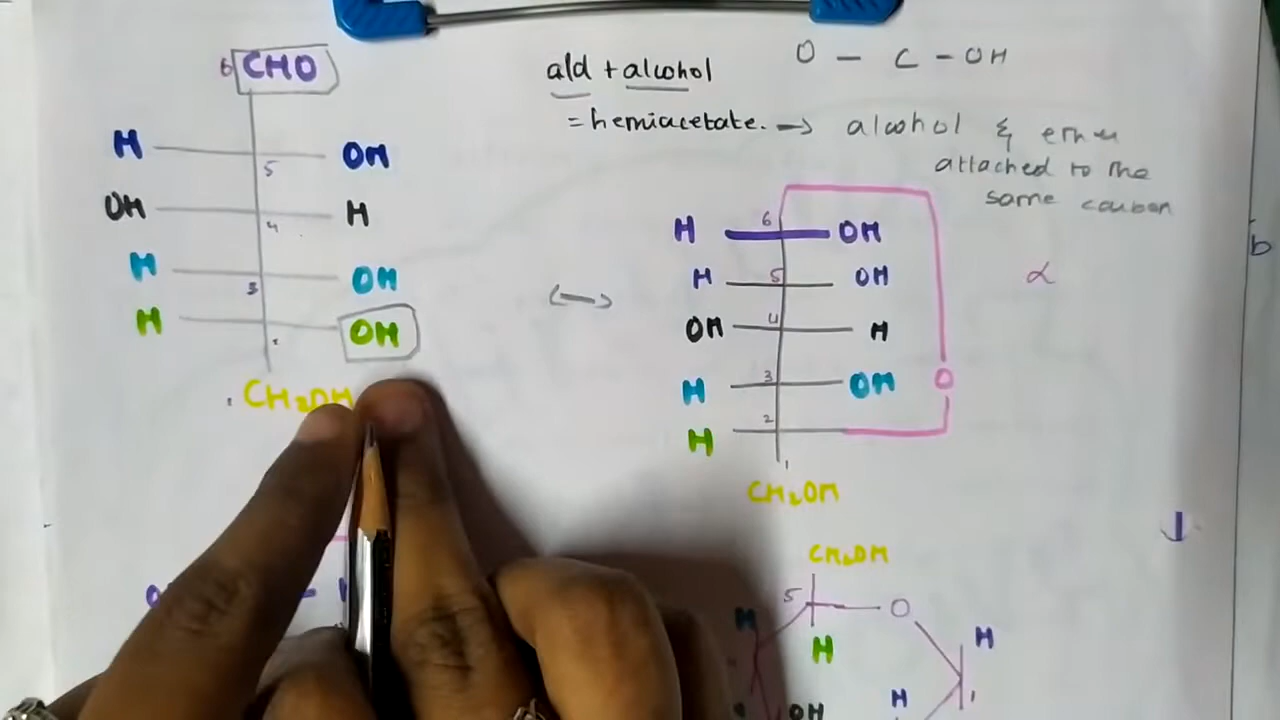 6 CHO
H 5 OH
OH 4 H
H 3 OH
H OH
CH2OH
ald + alcohol
= hemiacetate. → alcohol & ether
attached to the
same carbon
O - C - OH
H 6 OH
H 5 OH
OH 4 H
H 3 OH O
H 2
1
CH2OH
α
b
CH2OH
5 O
H H
H 1
H
OH